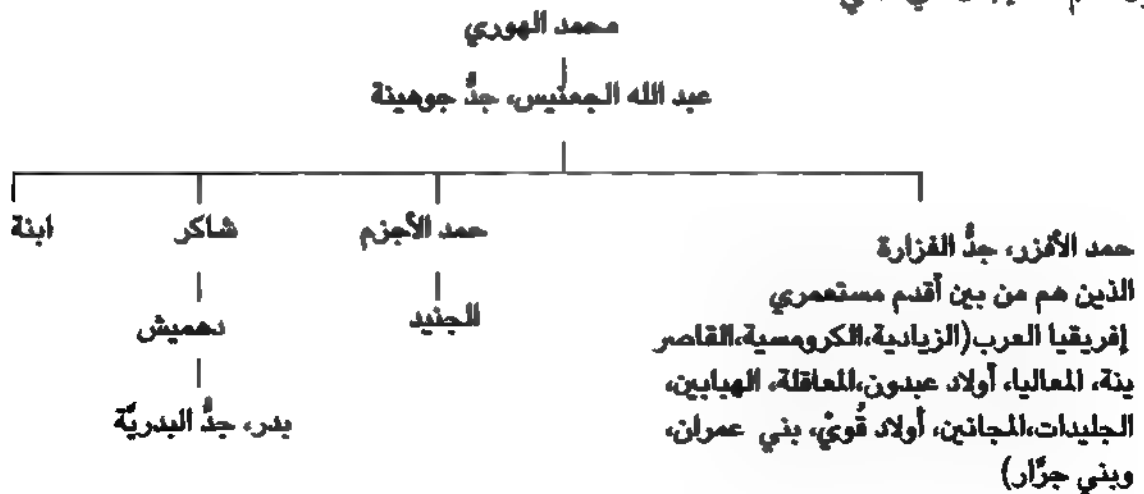 محمد الهوري
عبد الله الجمنيس، جدُّ جوهينة
حمد الأفزر، جدُّ الفزارة
الذين هم من بين أقدم مستعمري
إفريقيا العرب(الزيادية،الكرومسية،القاصر
ينة، المعاليا، أولاد عبدون،المعاقلة، الهبابين،
الجليدات،المجانين، أولاد قُويّ، بني عمران،
وبني جرَّار)
حمد الأجزم
الجنيد
شاكر
دهميش
بدر، جدُّ البدريَّة
ابنة